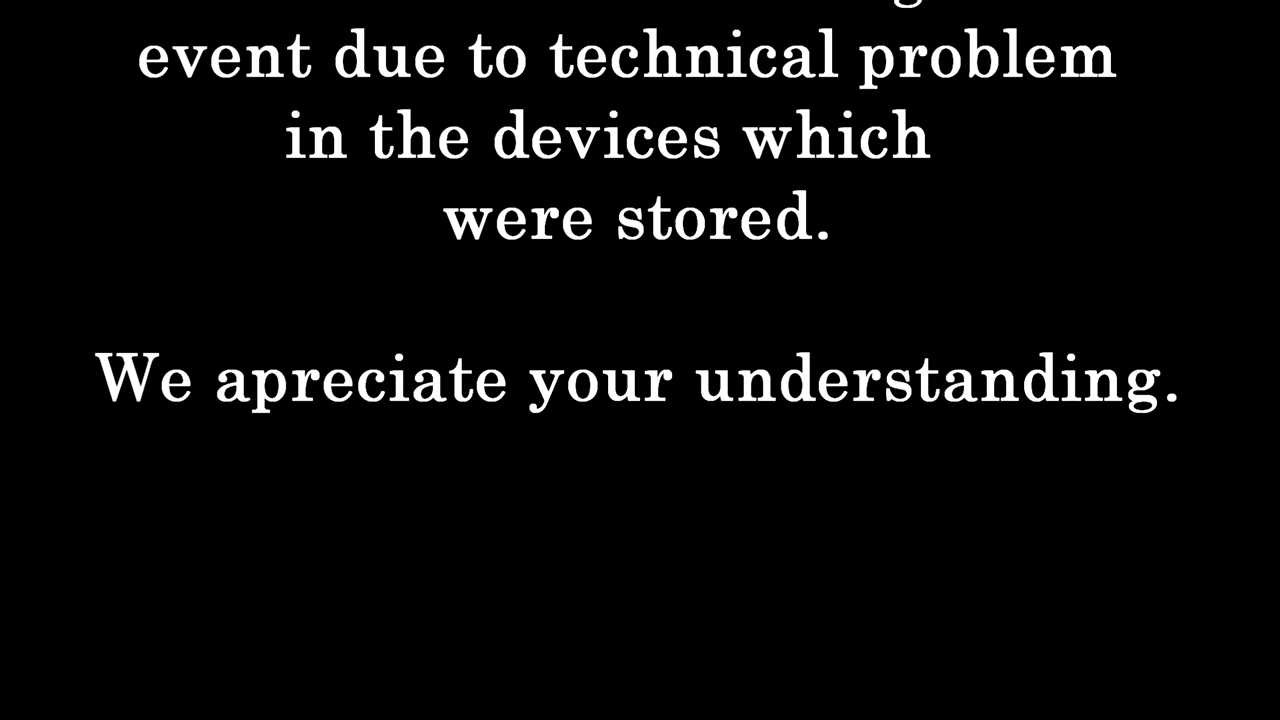 event due to technical problem
in the devices which
were stored.
We apreciate your understanding.